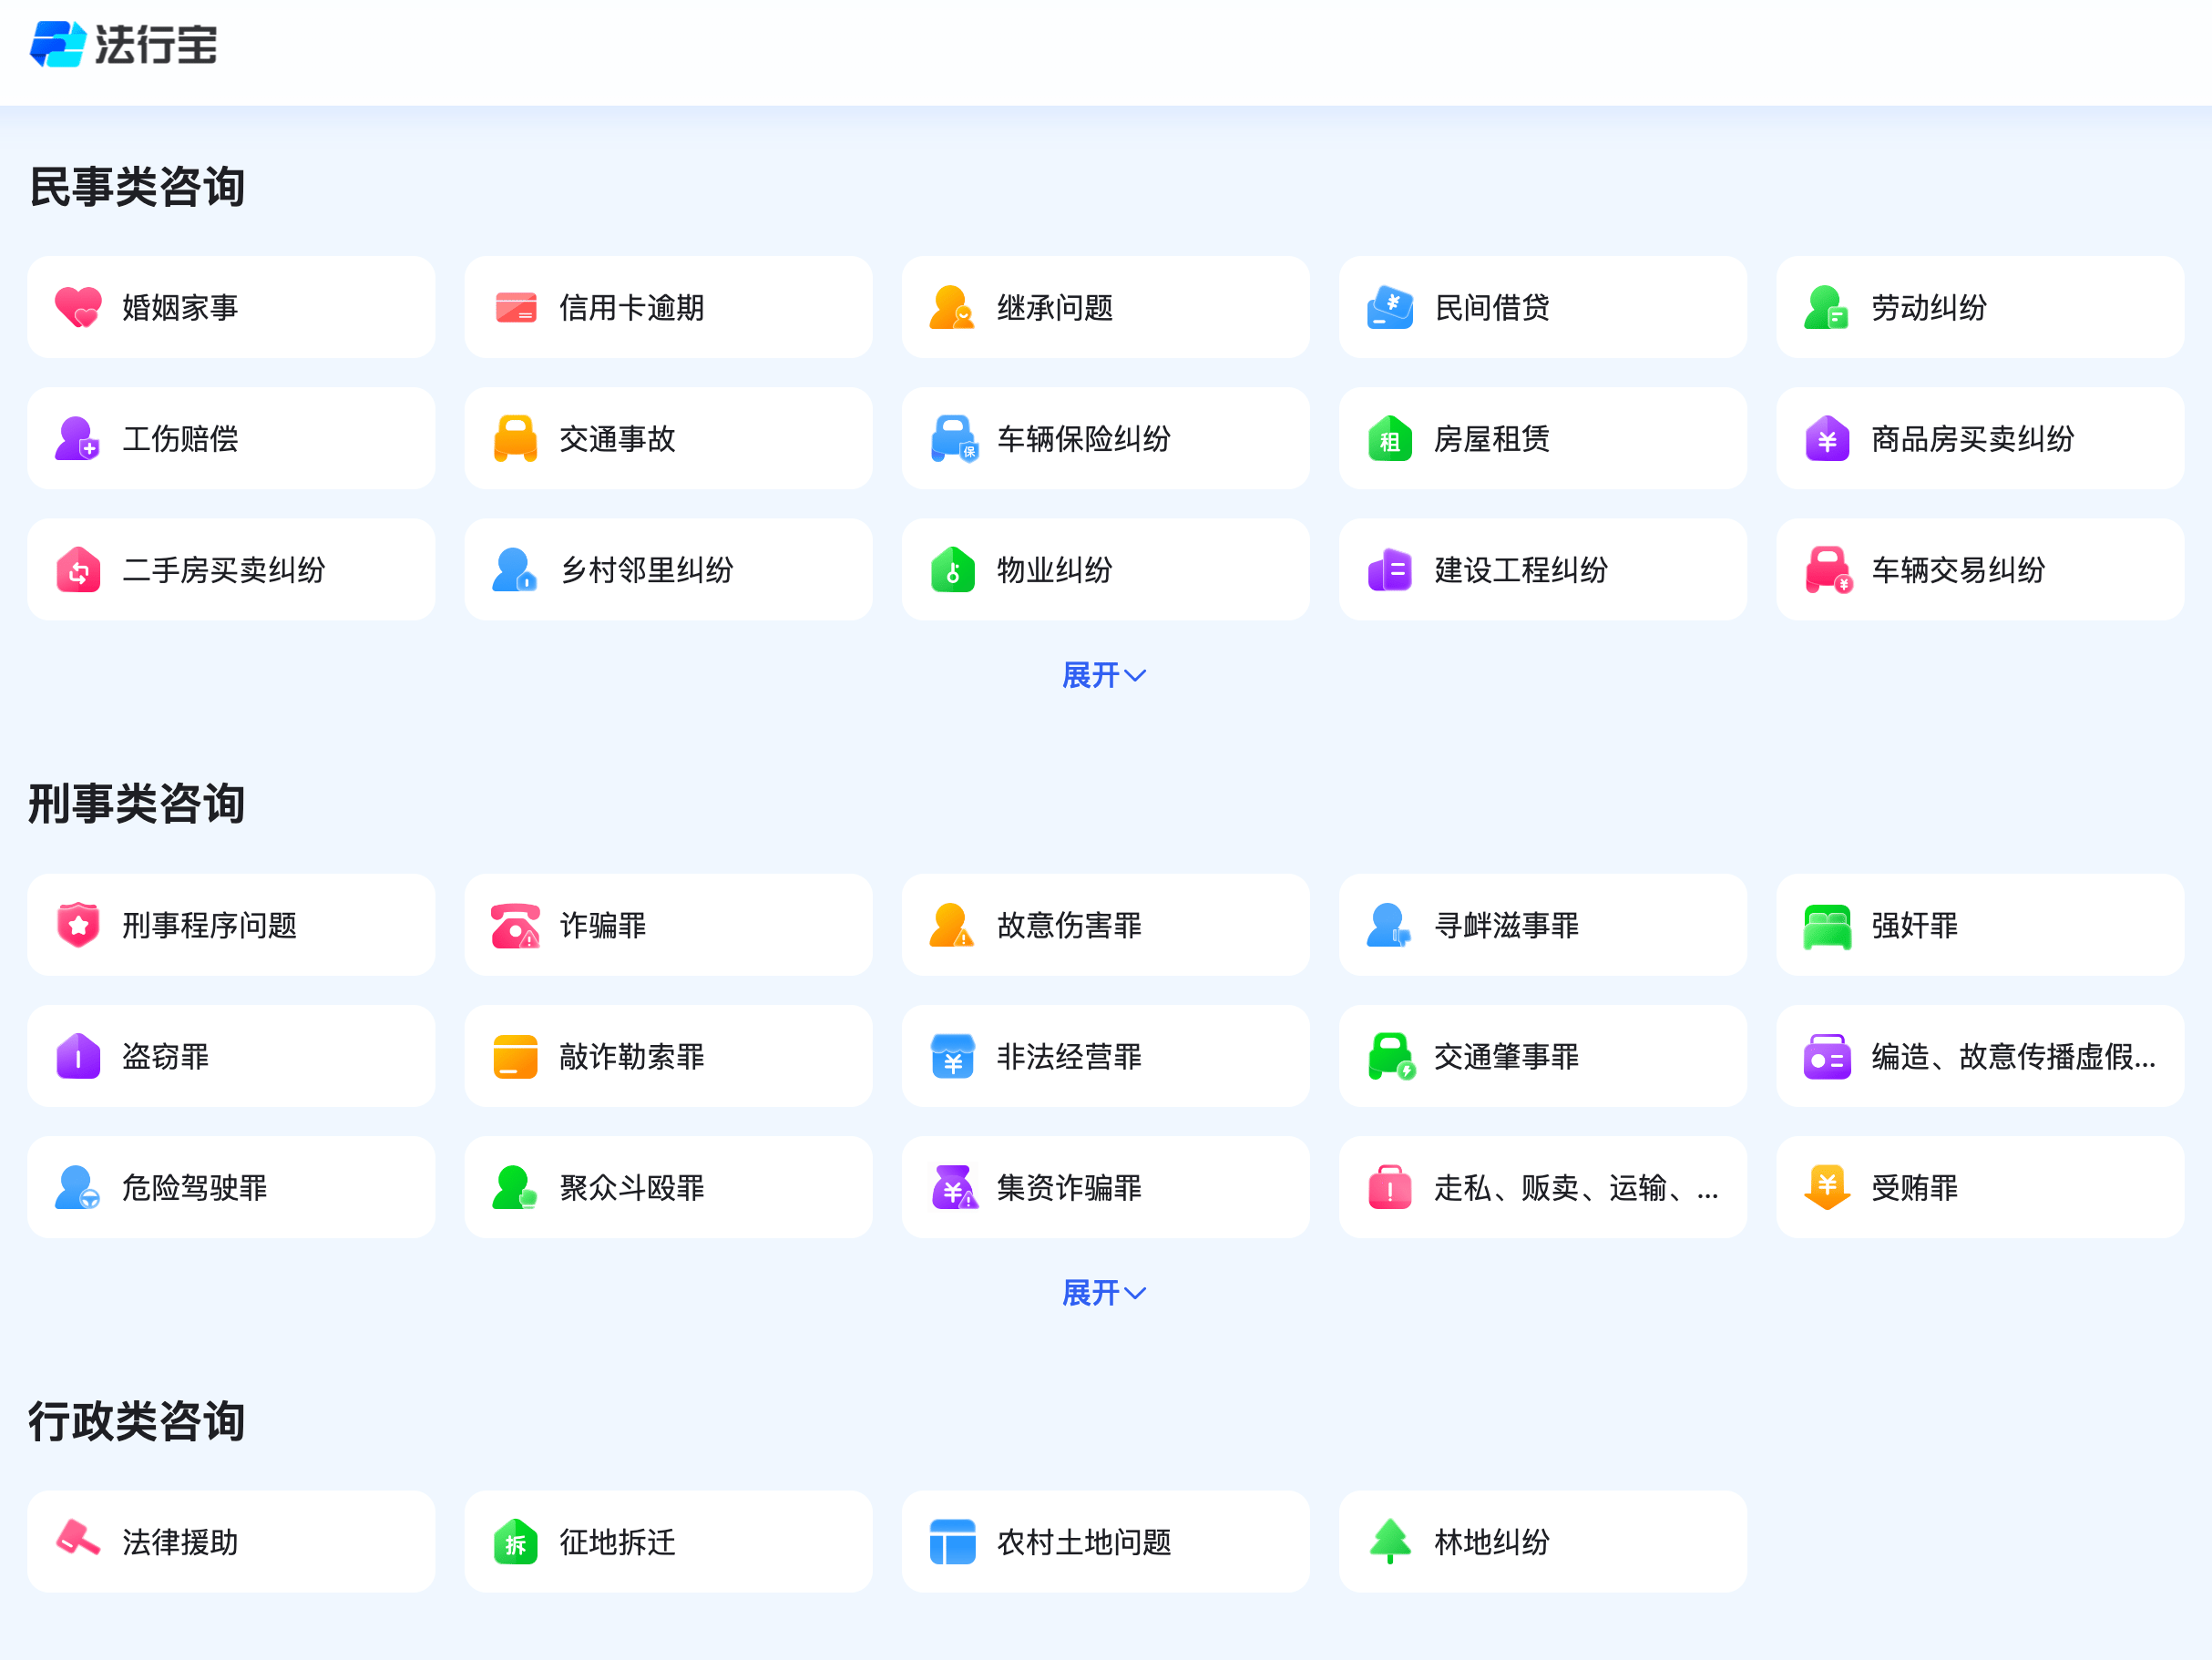 法行宝
民事类咨询
婚姻家事
信用卡逾期
继承问题
民间借贷
劳动纠纷
工伤赔偿
交通事故
保
车辆保险纠纷
租
房屋租赁
¥
商品房买卖纠纷
二手房买卖纠纷
乡村邻里纠纷
物业纠纷
建设工程纠纷
车辆交易纠纷
展开
刑事类咨询
刑事程序问题
诈骗罪
故意伤害罪
寻衅滋事罪
强奸罪
盗窃罪
敲诈勒索罪
¥
非法经营罪
交通肇事罪
编造、故意传播虚假...
危险驾驶罪
聚众斗殴罪
¥
集资诈骗罪
走私、贩卖、运输、...
¥
受贿罪
展开
行政类咨询
法律援助
拆
征地拆迁
农村土地问题
林地纠纷